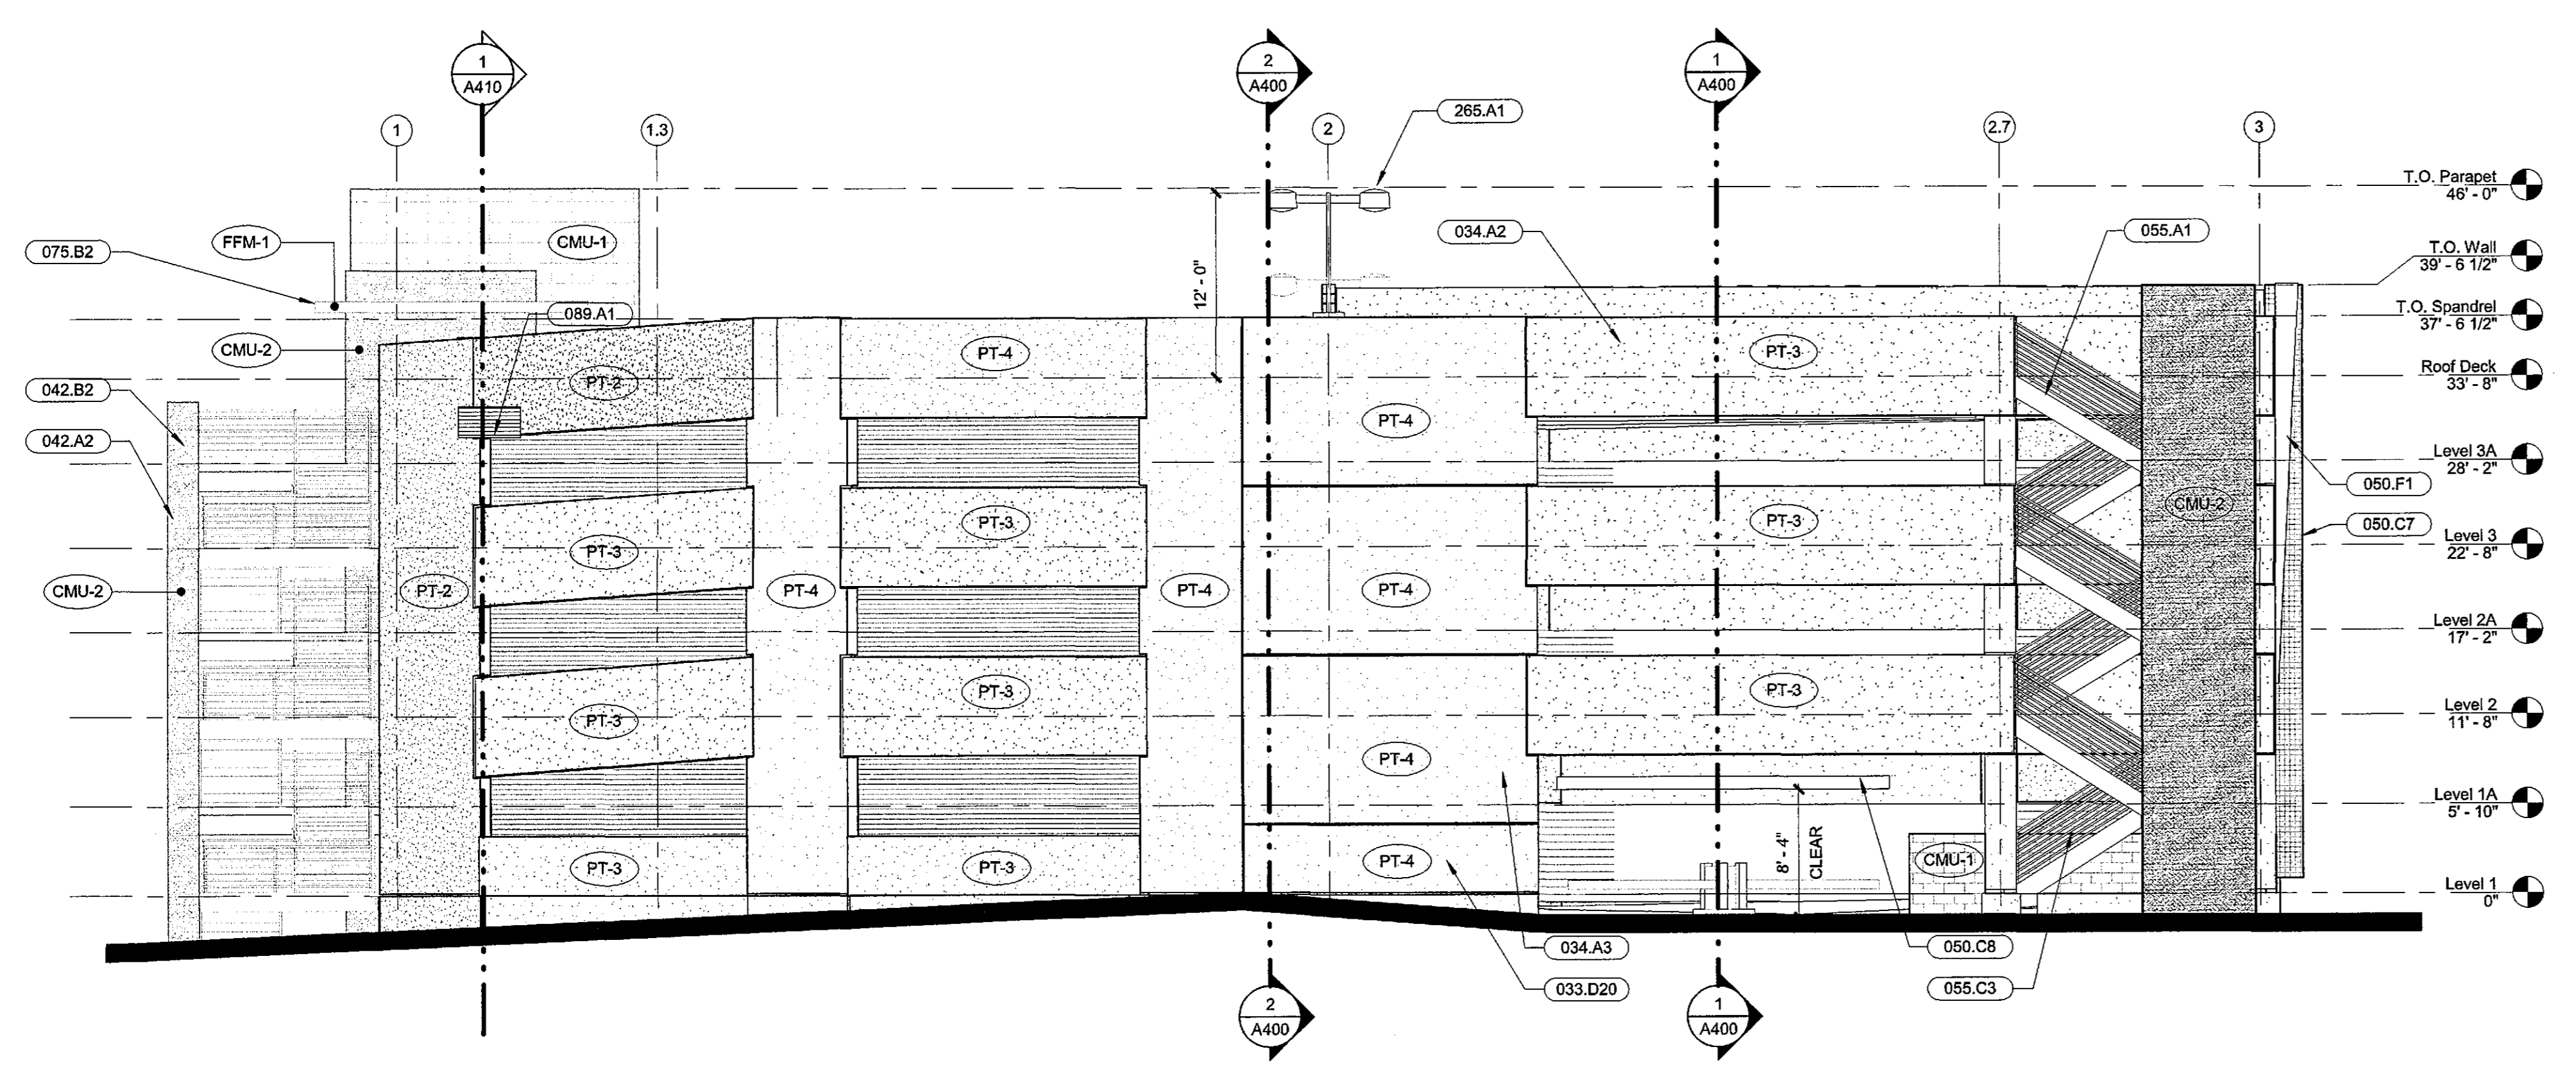 1
A410
2
A400
1
A400
1
1.3
2
265.A1
2.7
3
T.O. Parapet
46' - 0"
075.B2
FFM-1
CMU-1
034.A2
055.A1
T.O. Wall
39' - 6 1/2"
12' - 0"
089.A1
T.O. Spandrel
37' - 6 1/2"
CMU-2
PT-4
PT-3
PT-2
Roof Deck
33' - 8"
042.B2
PT-4
042.A2
Level 3A
28' - 2"
050.F1
CMU-2
050.C7
PT-3
PT-3
PT-3
Level 3
22' - 8"
CMU-2
PT-2
PT-4
PT-4
PT-4
Level 2A
17' - 2"
PT-3
PT-3
PT-3
Level 2
11' - 8"
PT-4
Level 1A
5' - 10"
PT-3
PT-3
PT-4
8' - 4"
CLEAR
CMU-1
Level 1
0"
034.A3
050.C8
033.D20
055.C3
2
A400
1
A400